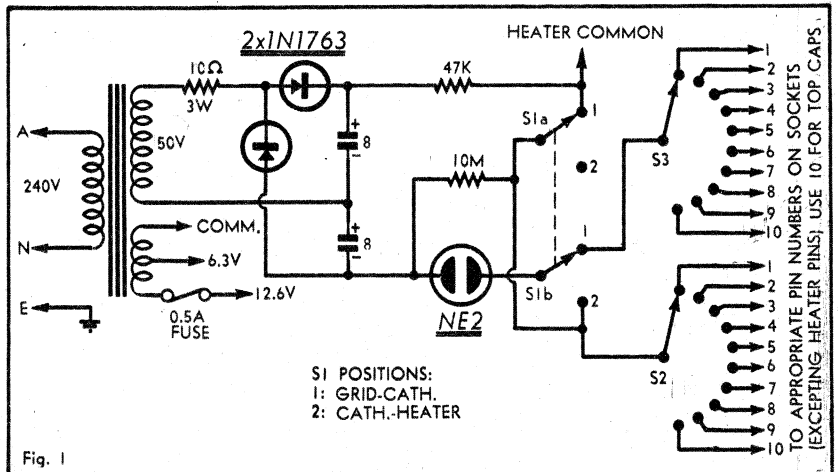 2x1N1763
HEATER COMMON
10Ω
3W
47K
S1a
1
2
A
240V
N
E
50V
+
8
-
+
8
-
10M
COMM.
6.3V
12.6V
0.5A
FUSE
NE2
S1b
1
2
S3
1
2
3
4
5
6
7
8
9
10
S2
1
2
3
4
5
6
7
8
9
10
TO APPROPRIATE PIN NUMBERS ON SOCKETS
(EXCEPTING HEATER PINS) USE 10 FOR TOP CAPS
S1 POSITIONS:
1: GRID-CATH.
2: CATH.-HEATER
Fig. 1